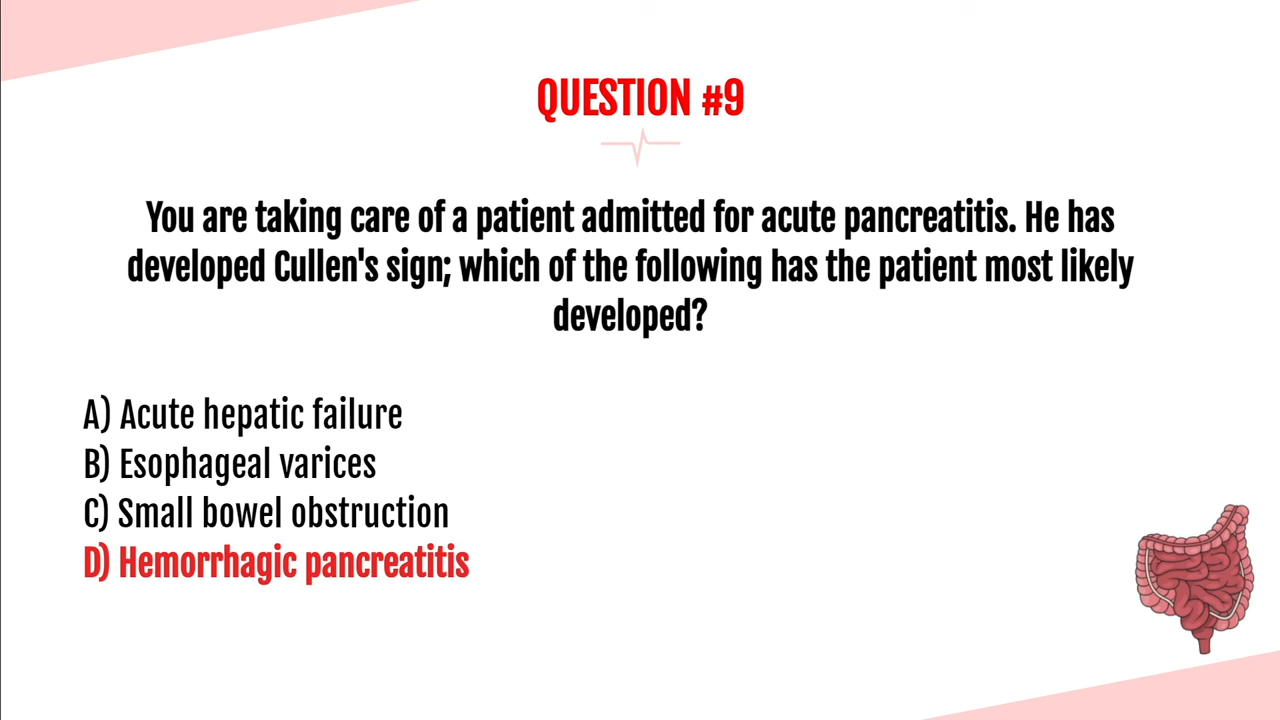 QUESTION #9
You are taking care of a patient admitted for acute pancreatitis. He has
developed Cullen's sign; which of the following has the patient most likely
developed?
A) Acute hepatic failure
B) Esophageal varices
C) Small bowel obstruction
D) Hemorrhagic pancreatitis